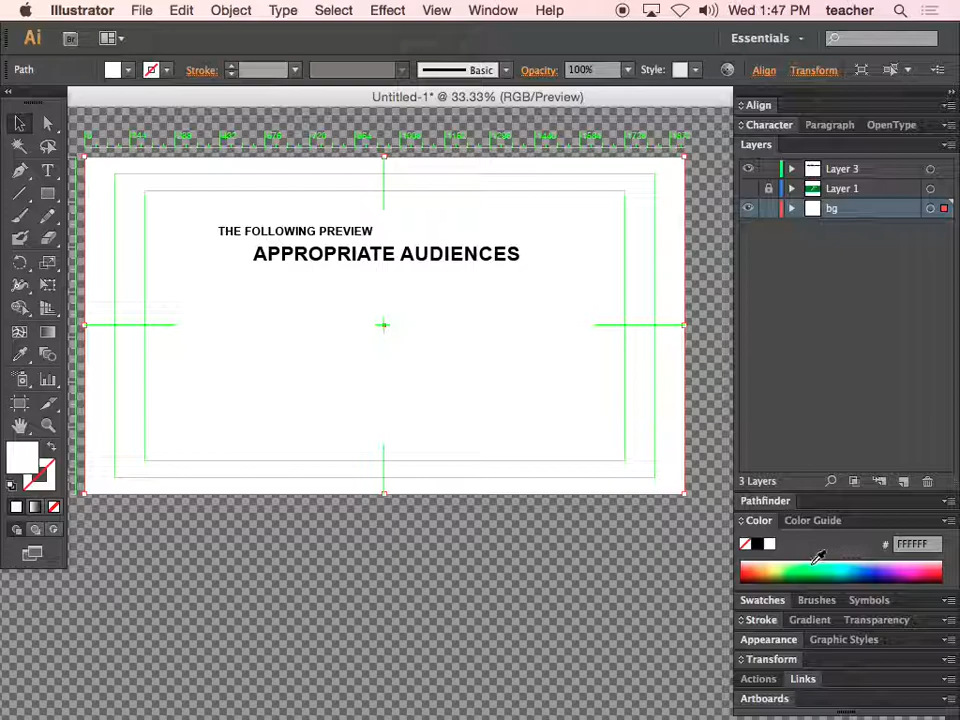 Illustrator File Edit Object Type Select Effect View Window Help Wed 1:47 PM teacher
Ai Br Essentials
Path Stroke: Basic Opacity: 100% Style: Align Transform
Untitled-1* @ 33.33% (RGB/Preview)
Align
Character Paragraph OpenType
Layers
Layer 3
Layer 1
bg
THE FOLLOWING PREVIEW
APPROPRIATE AUDIENCES
3 Layers
Pathfinder
Color Color Guide
# FFFFFF
Swatches Brushes Symbols
Stroke Gradient Transparency
Appearance Graphic Styles
Transform
Actions Links
Artboards